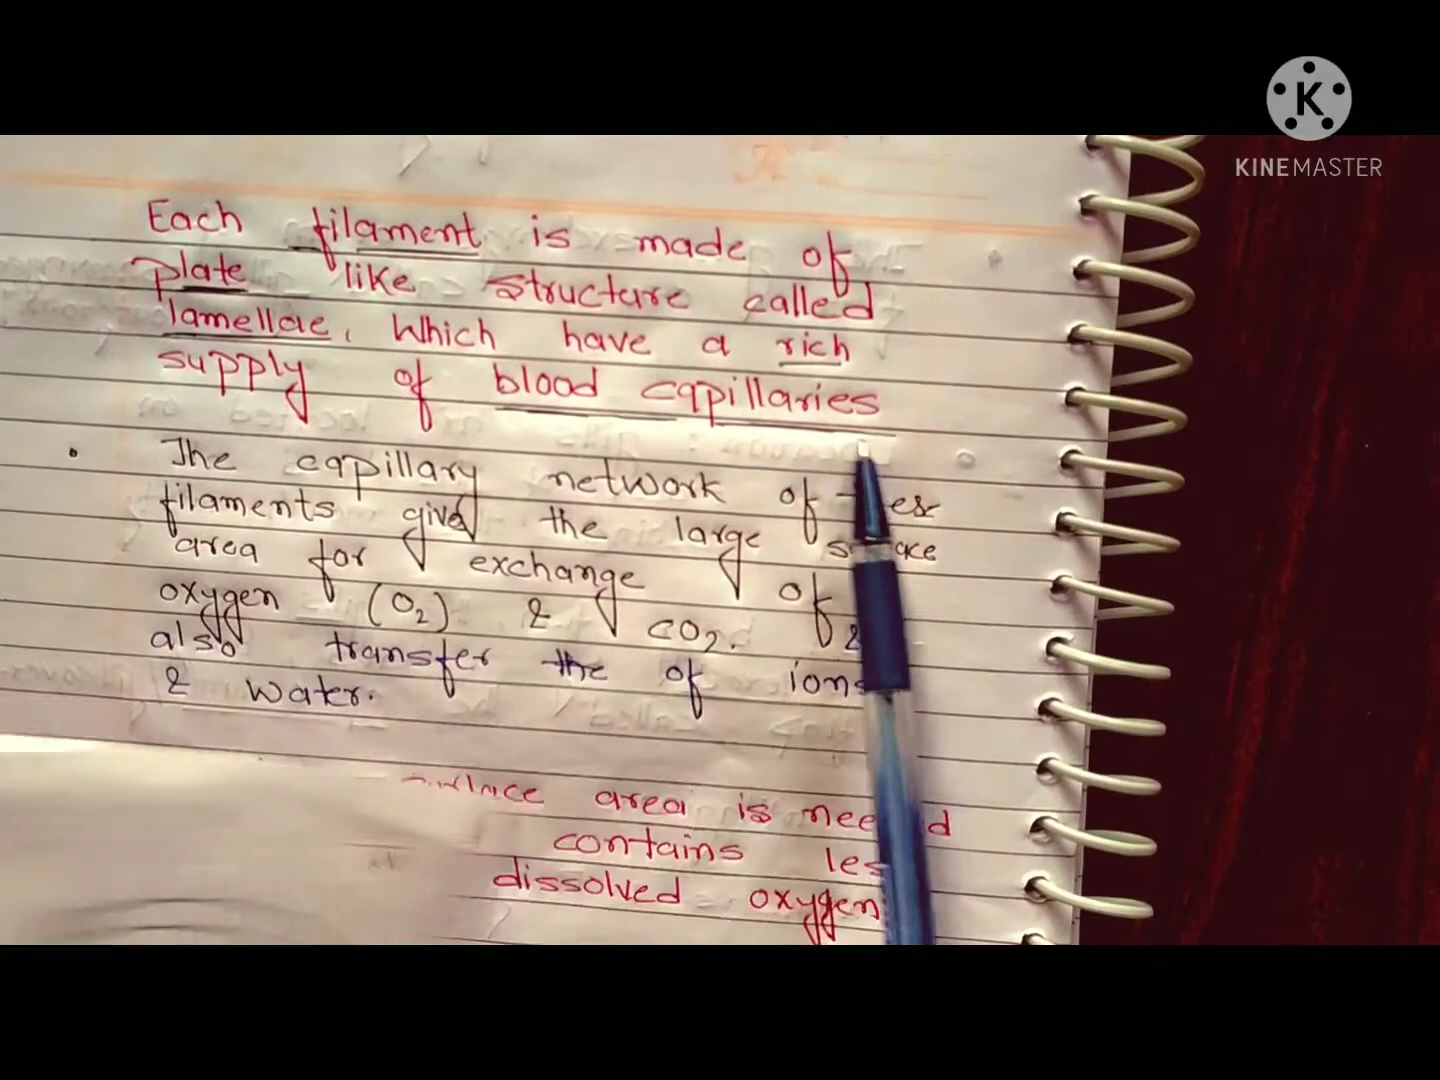 K
KINEMASTER
Each filament is made of
plate like structure called
lamellae, which have a rich
supply of blood capillaries
The capillary network of
filaments give the large
area for exchange of
oxygen (O2) & CO2. &
also transfer the of ions
& water.
area is
contains
dissolved oxygen